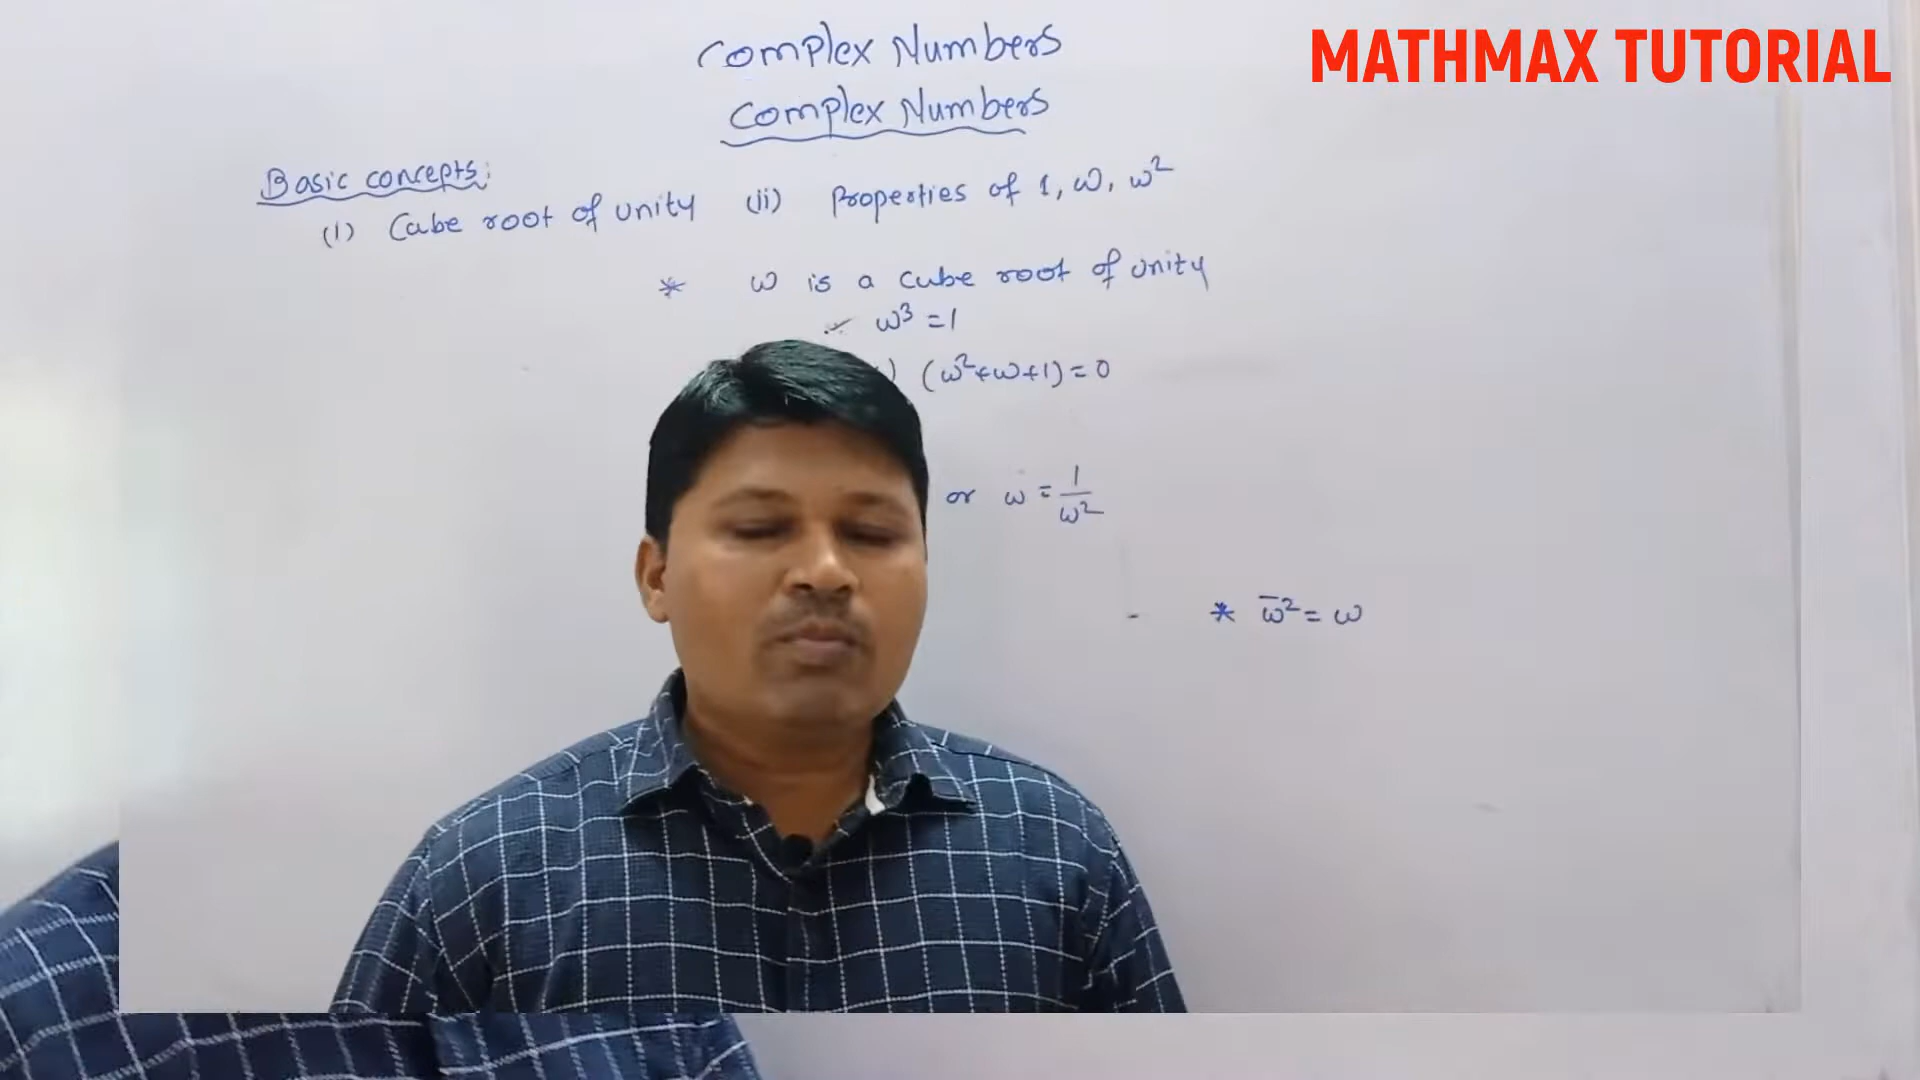 MATHMAX TUTORIAL
Complex Numbers
Complex Numbers
Basic concepts:
(1) Cube root of unity (ii) Properties of 1, ω, ω²
* ω is a cube root of unity
ω³ = 1
) (ω²+ω+1) = 0
or ω = 1/ω²
* ω̅² = ω